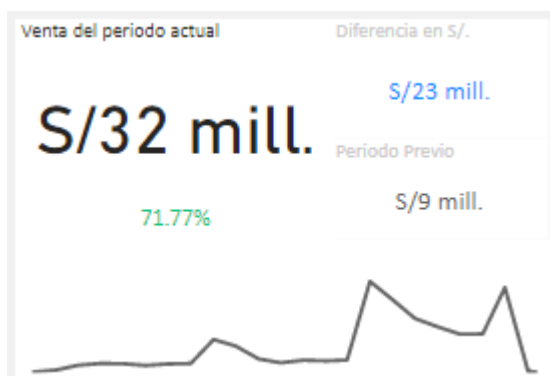 Venta del periodo actual
S/32 mill.
71.77%
Diferencia en S/.
S/23 mill.
Periodo Previo
S/9 mill.